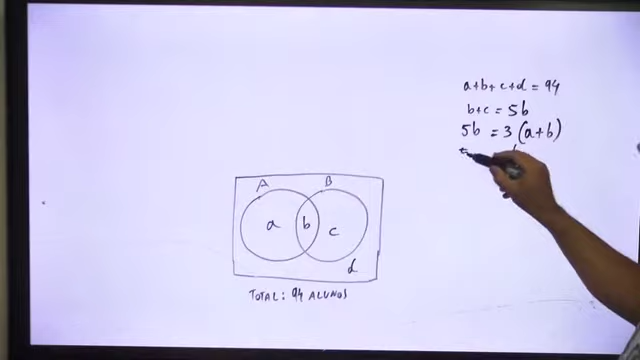 a+b+c+d = 94
b+c = 5b
5b = 3(a+b)
A B
a b c
d
TOTAL: 94 ALUNOS